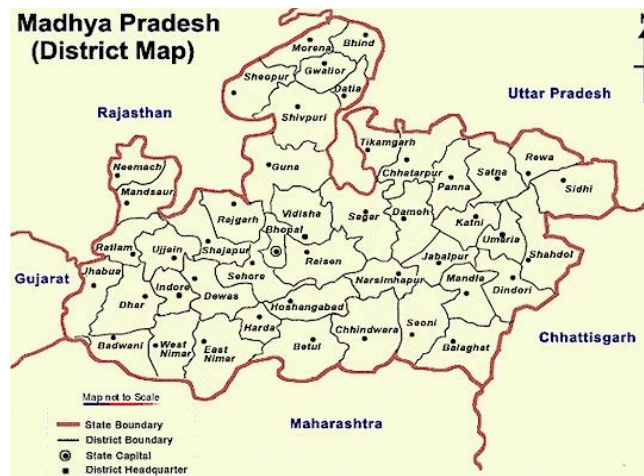 Madhya Pradesh
(District Map)
Rajasthan
Uttar Pradesh
Gujarat
Chhattisgarh
Maharashtra
Morena
Bhind
Gwalior
Sheopur
Datia
Shivpuri
Tikamgarh
Chhatarpur
Panna
Satna
Rewa
Sidhi
Neemach
Mandsaur
Guna
Rajgarh
Vidisha
Sagar
Damoh
Katni
Umeria
Shahdol
Ratlam
Ujjein
Shajapur
Bhopal
Raisen
Jabalpur
Jhabua
Indore
Sehore
Narsimhapur
Mandla
Dindori
Dhar
Dewas
Hoshangabad
Harda
Seoni
Badwani
West
Nimar
East
Nimar
Betul
Chhindwara
Balaghat
Map not to Scale
State Boundary
District Boundary
State Capital
District Headquarter